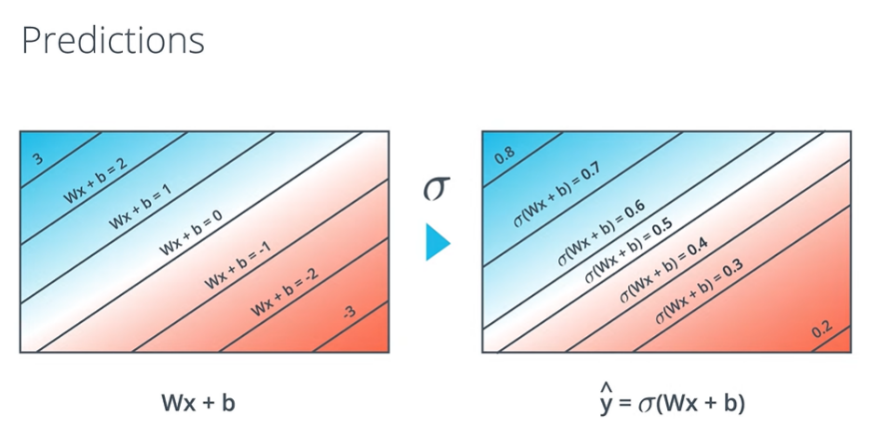 Predictions
3
Wx + b = 2
Wx + b = 1
Wx + b = 0
Wx + b = -1
Wx + b = -2
-3
Wx + b
σ
0.8
σ(Wx + b) = 0.7
σ(Wx + b) = 0.6
σ(Wx + b) = 0.5
σ(Wx + b) = 0.4
σ(Wx + b) = 0.3
0.2
ŷ = σ(Wx + b)